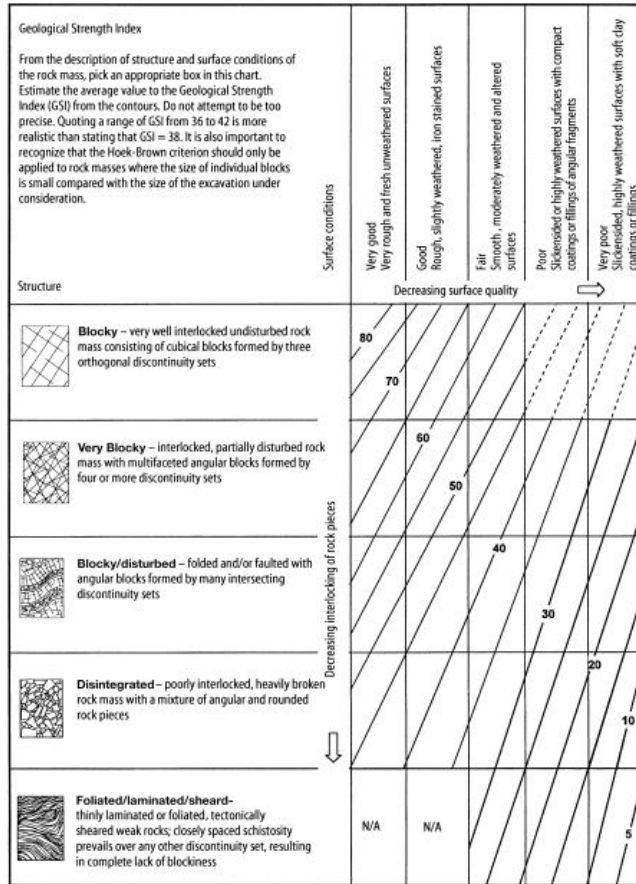 Geological Strength Index
From the description of structure and surface conditions of
the rock mass, pick an appropriate box in this chart.
Estimate the average value to the Geological Strength
Index (GSI) from the contours. Do not attempt to be too
precise. Quoting a range of GSI from 36 to 42 is more
realistic than stating that GSI = 38. It is also important to
recognize that the Hoek-Brown criterion should only be
applied to rock masses where the size of individual blocks
is small compared with the size of the excavation under
consideration.
Structure
Surface conditions
Very good
Very rough and fresh unweathered surfaces
Good
Rough, slightly weathered, iron stained surfaces
Fair
Smooth , moderately weathered and altered
surfaces
Poor
Slickensided or highly weathered surfaces with compact
coatings or fillings of angular fragments
Very poor
Slickensided, highly weathered surfaces with soft clay
coatings or fillings
Decreasing surface quality
Blocky – very well interlocked undisturbed rock
mass consisting of cubical blocks formed by three
orthogonal discontinuity sets
Very Blocky – interlocked, partially disturbed rock
mass with multifaceted angular blocks formed by
four or more discontinuity sets
Blocky/disturbed – folded and/or faulted with
angular blocks formed by many intersecting
discontinuity sets
Disintegrated – poorly interlocked, heavily broken
rock mass with a mixture of angular and rounded
rock pieces
Foliated/laminated/sheard-
thinly laminated or foliated, tectonically
sheared weak rocks; closely spaced schistosity
prevails over any other discontinuity set, resulting
in complete lack of blockiness
Decreasing interlocking of rock pieces
80
70
60
50
40
30
20
10
N/A
N/A
5